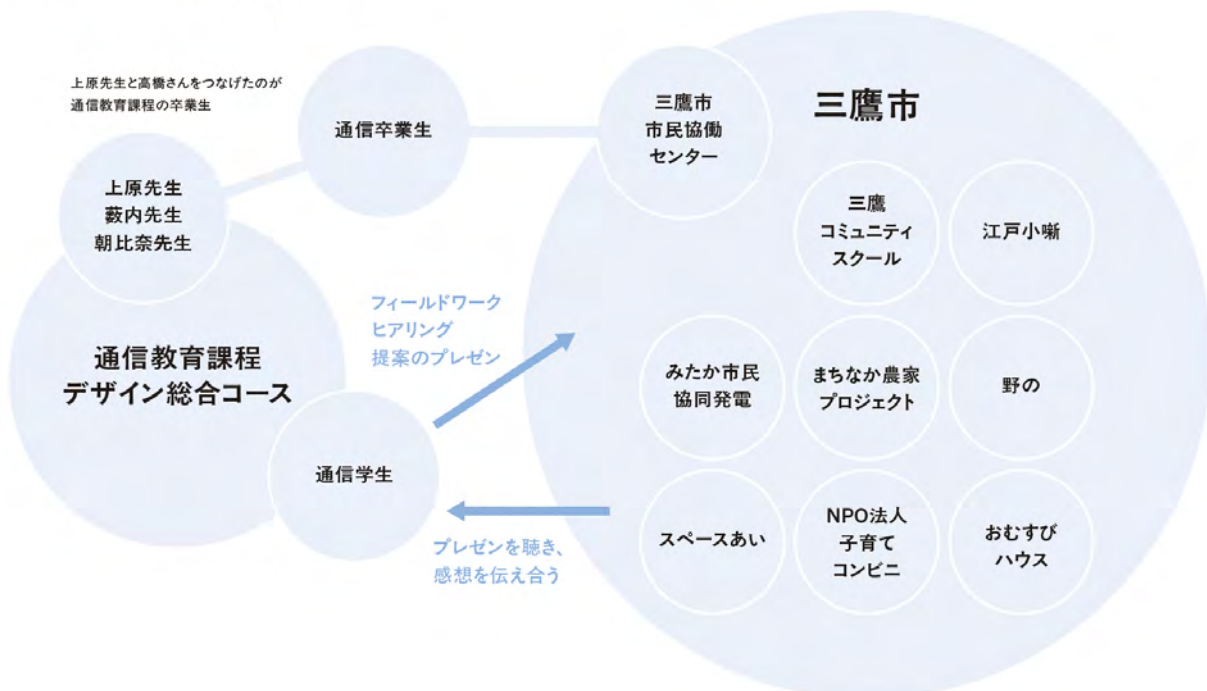 上原先生と高橋さんをつなげたのが
通信教育課程の卒業生
通信卒業生
上原先生
藪内先生
朝比奈先生
通信教育課程
デザイン総合コース
通信学生
フィールドワーク
ヒアリング
提案のプレゼン
プレゼンを聴き、
感想を伝え合う
三鷹市
市民協働
センター
三鷹市
三鷹
コミュニティ
スクール
江戸小噺
みたか市民
協同発電
まちなか農家
プロジェクト
野の
スペースあい
NPO法人
子育て
コンビニ
おむすび
ハウス